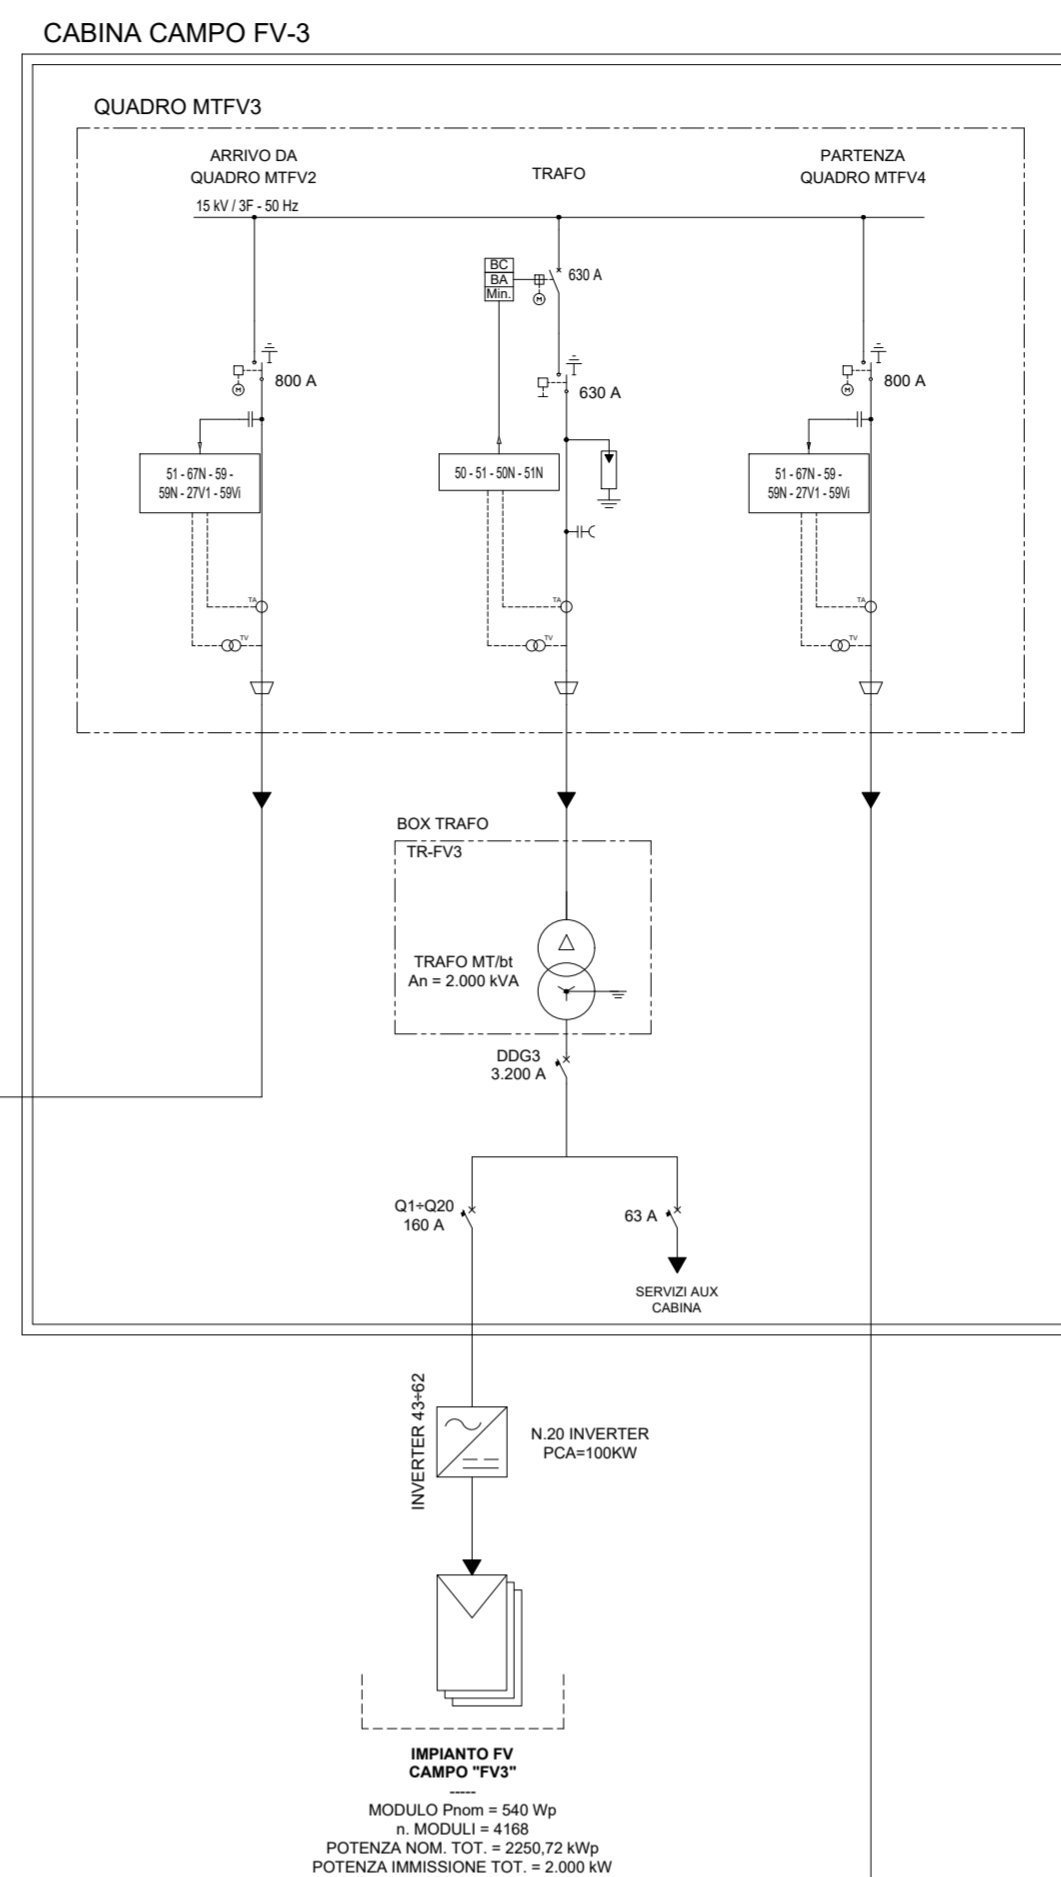 CABINA CAMPO FV-3
QUADRO MTFV3
ARRIVO DA
QUADRO MTFV2
TRAFO
PARTENZA
QUADRO MTFV4
15 kV / 3F - 50 Hz
BC
BA
Min.
M
630 A
M
800 A
630 A
M
800 A
51 - 67N - 59 -
59N - 27V1 - 59Vi
50 - 51 - 50N - 51N
51 - 67N - 59 -
59N - 27V1 - 59Vi
TA
TA
TA
TV
TV
TV
BOX TRAFO
TR-FV3
TRAFO MT/bt
An = 2.000 kVA
DDG3
3.200 A
Q1÷Q20
160 A
63 A
SERVIZI AUX
CABINA
INVERTER 43÷62
N.20 INVERTER
PCA=100KW
IMPIANTO FV
CAMPO "FV3"
-----
MODULO Pnom = 540 Wp
n. MODULI = 4168
POTENZA NOM. TOT. = 2250,72 kWp
POTENZA IMMISSIONE TOT. = 2.000 kW